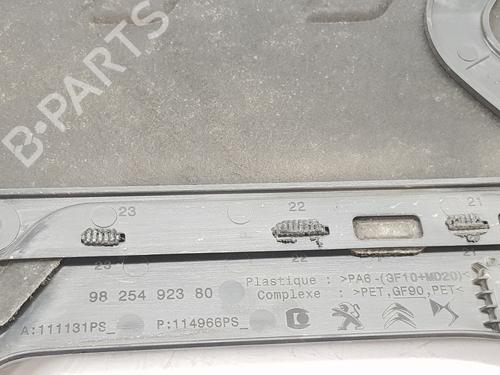 B-PARTS
23
22
21
23
22
21
Plastique : >PA6-(GF10+MD20)<
98 254 923 80
Complexe : >PET,GF90,PET<
A:111131PS_
P:114966PS_